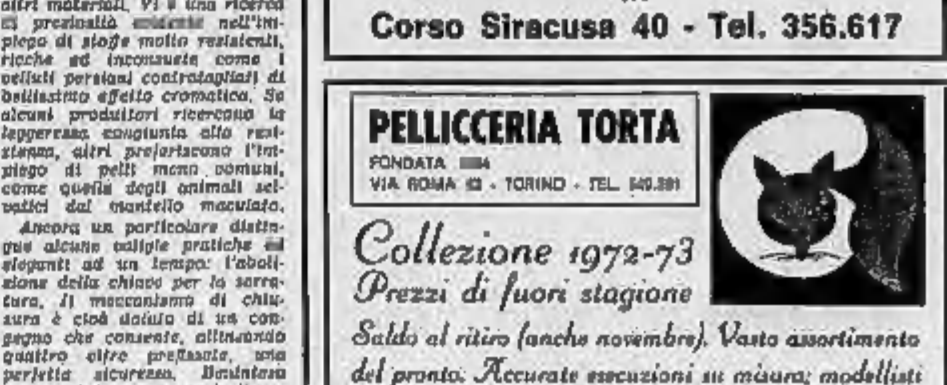 altri materiali. Vi è una ricerca
di preziosità evidente nell'im-
piego di stoffe molto resistenti,
ricche ed inconsuete come i
velluti persiani controtagliati di
bellissimo effetto cromatico. Se
alcuni produttori ricercano la
leggerezza congiunta alla resi-
stenza, altri preferiscono l'im-
piego di pelli meno comuni,
come quella degli animali sel-
vatici dal mantello maculato.
Ancora un particolare distin-
gue alcune valigie pratiche ed
eleganti ad un tempo: l'aboli-
zione della chiave per la serra-
tura. Il meccanismo di chiu-
sura è cioè dotato di un con-
gegno che consente, allineando
quattro cifre prefissate, una
perfetta sicurezza.
Corso Siracusa 40 - Tel. 356.617
PELLICCERIA TORTA
FONDATA
VIA ROMA - TORINO - TEL.
Collezione 1972-73
Prezzi di fuori stagione
Saldo al ritiro (anche novembre). Vasto assortimento
del pronto. Accurate esecuzioni su misura; modellisti